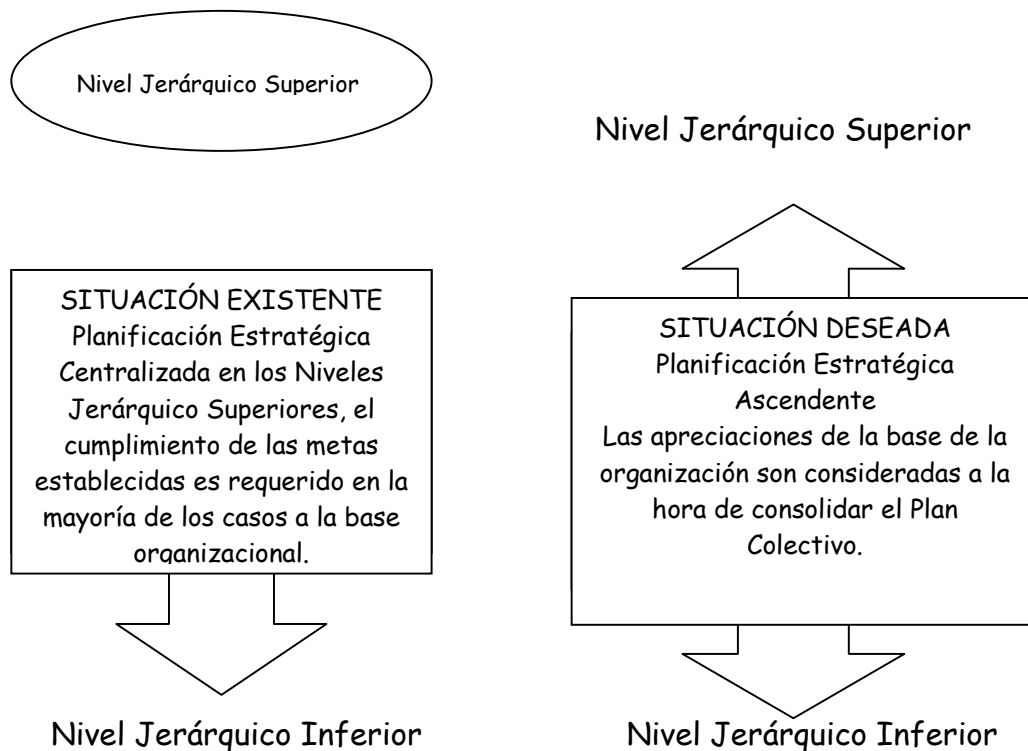 Nivel Jerárquico Superior
SITUACIÓN EXISTENTE
Planificación Estratégica
Centralizada en los Niveles
Jerárquico Superiores, el
cumplimiento de las metas
establecidas es requerido en la
mayoría de los casos a la base
organizacional.
Nivel Jerárquico Inferior
Nivel Jerárquico Superior
SITUACIÓN DESEADA
Planificación Estratégica
Ascendente
Las apreciaciones de la base de la
organización son consideradas a la
hora de consolidar el Plan
Colectivo.
Nivel Jerárquico Inferior